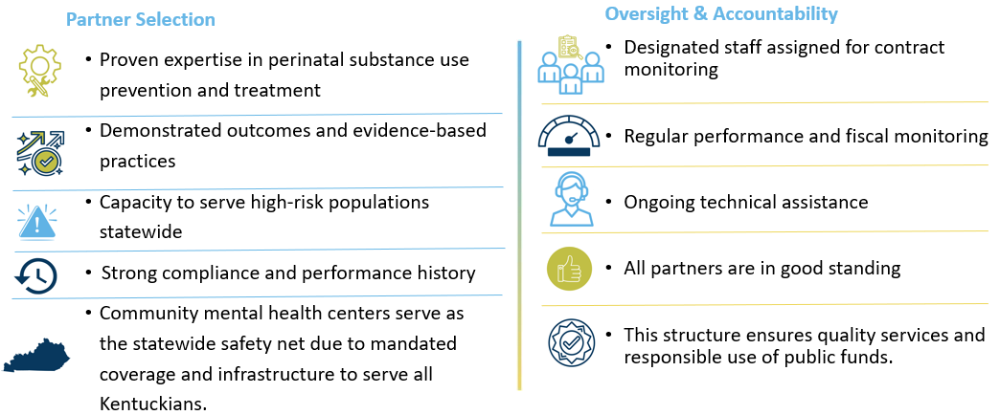 Partner Selection
• Proven expertise in perinatal substance use
prevention and treatment
• Demonstrated outcomes and evidence-based
practices
• Capacity to serve high-risk populations
statewide
• Strong compliance and performance history
• Community mental health centers serve as
the statewide safety net due to mandated
coverage and infrastructure to serve all
Kentuckians.
Oversight & Accountability
• Designated staff assigned for contract
monitoring
• Regular performance and fiscal monitoring
• Ongoing technical assistance
• All partners are in good standing
• This structure ensures quality services and
responsible use of public funds.